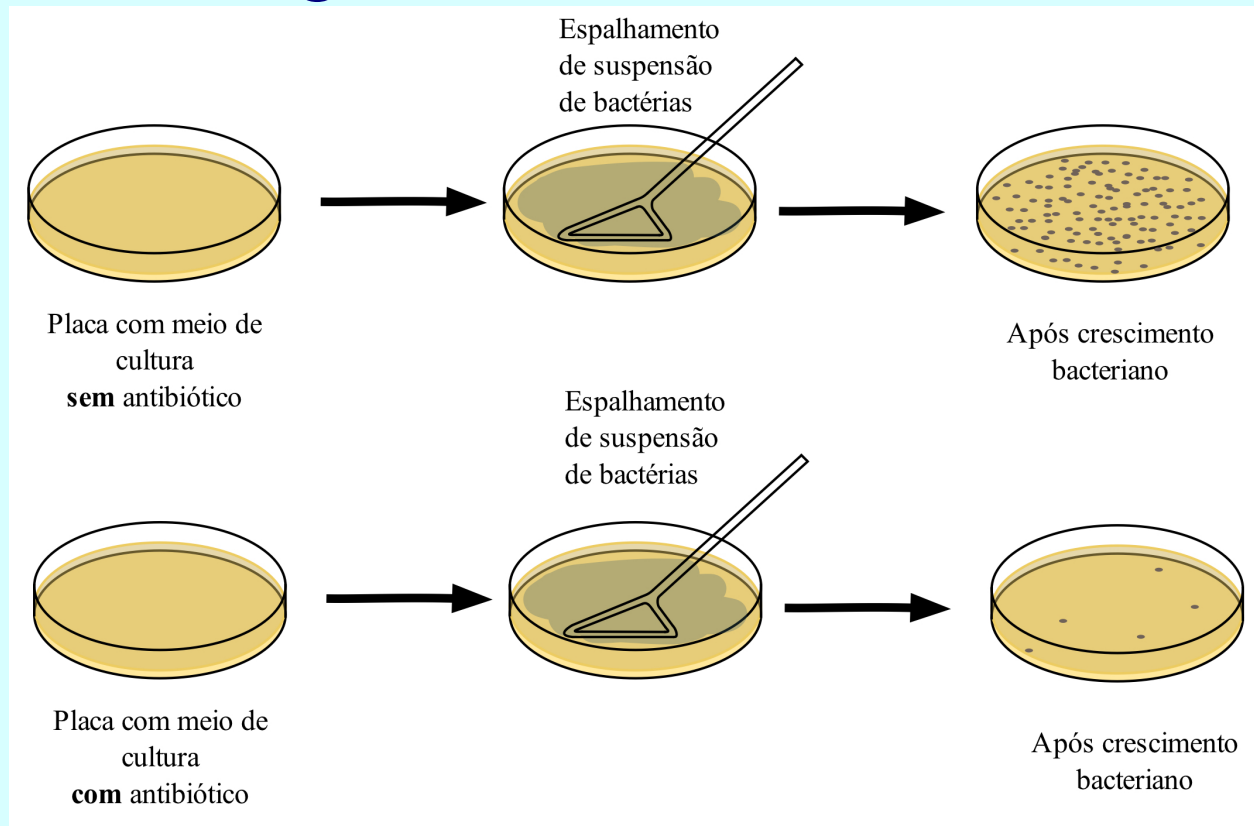 Espalhamento
de suspensão
de bactérias
Placa com meio de
cultura
sem antibiótico
Após crescimento
bacteriano
Espalhamento
de suspensão
de bactérias
Placa com meio de
cultura
com antibiótico
Após crescimento
bacteriano